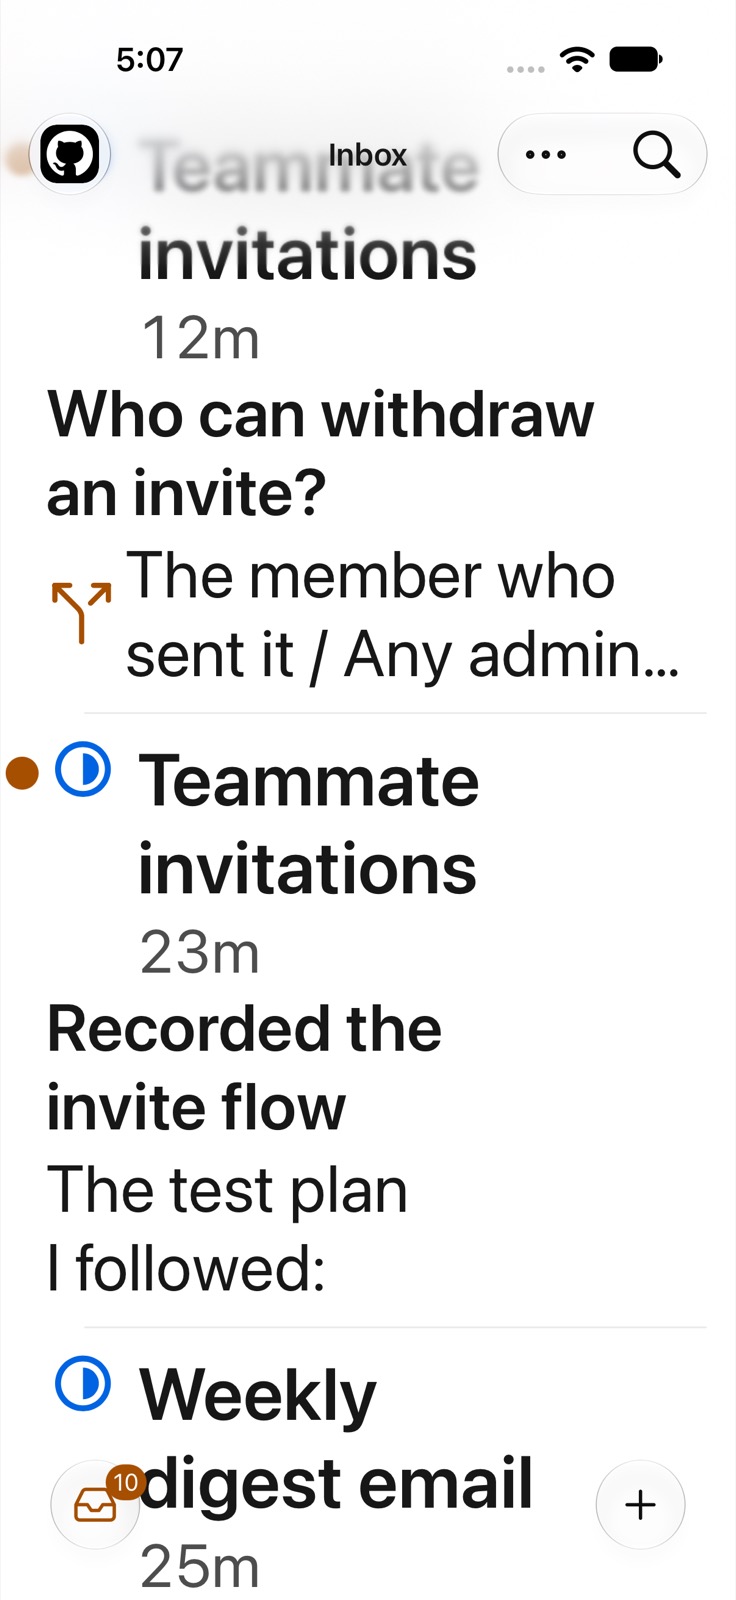 5:07
Inbox
Teammate
invitations
12m
Who can withdraw
an invite?
The member who
sent it / Any admin...
Teammate
invitations
23m
Recorded the
invite flow
The test plan
I followed:
Weekly
digest email
10
25m